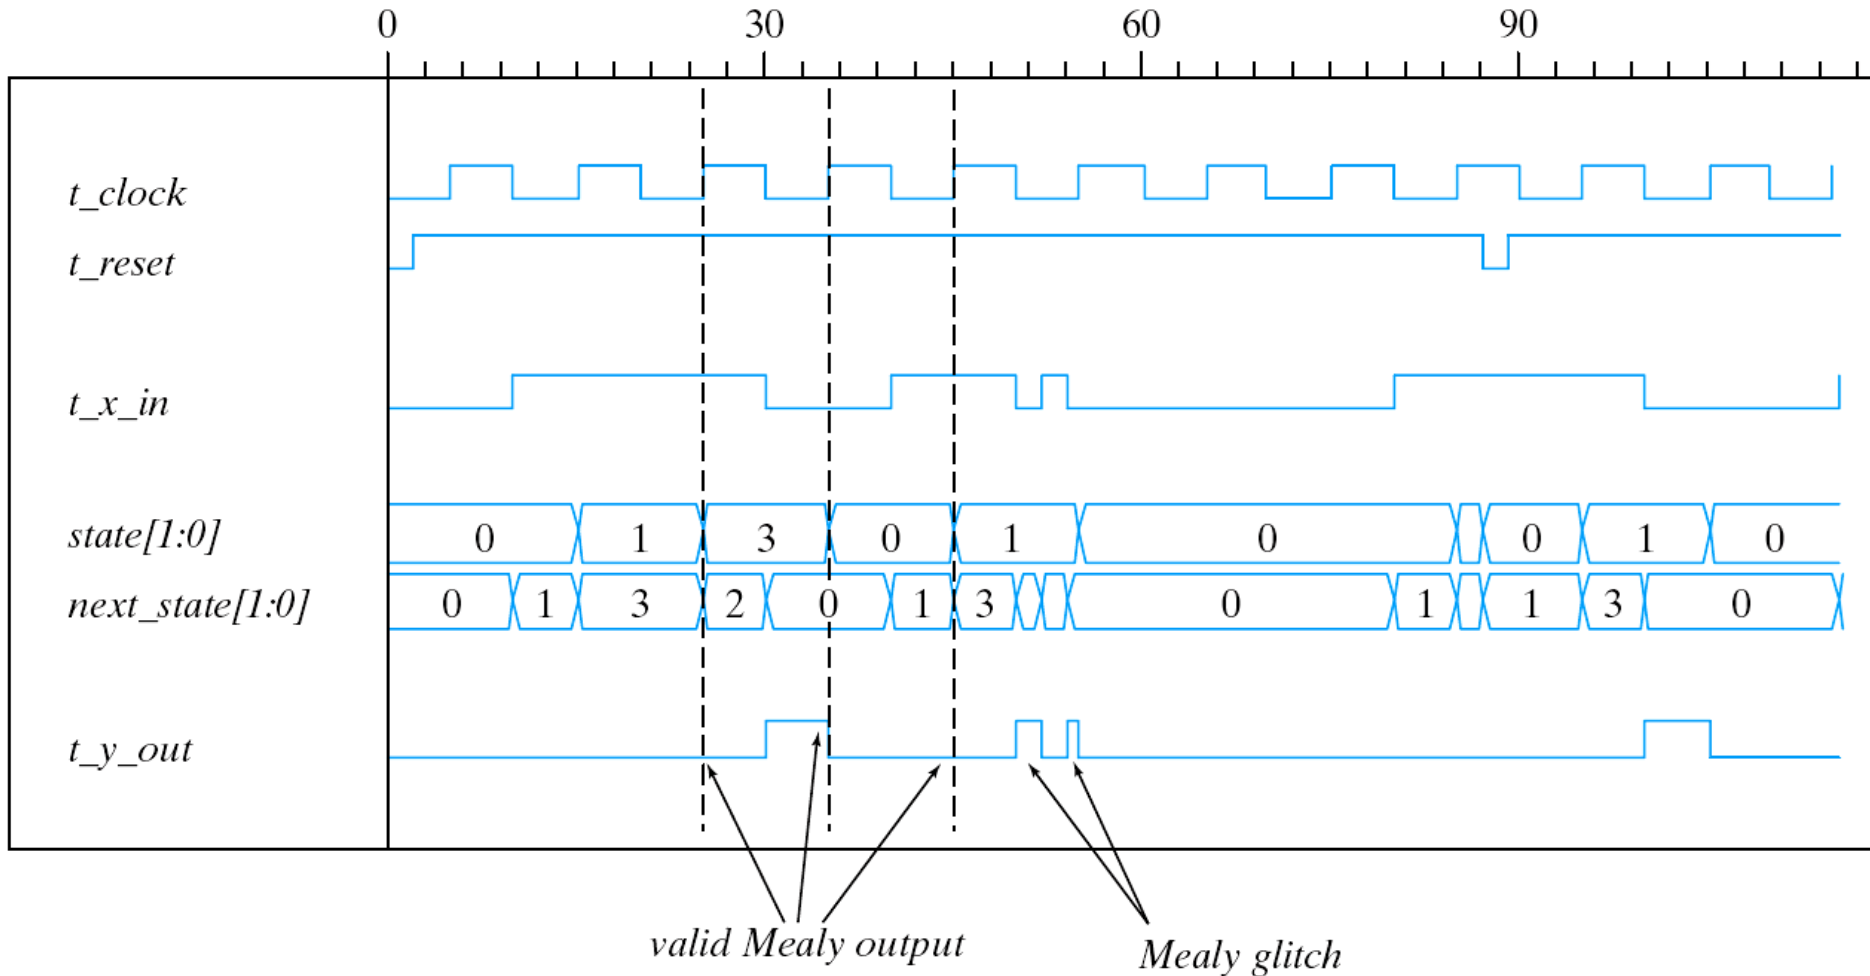 0 30 60 90
t_clock
t_reset
t_x_in
state[1:0] 0 1 3 0 1 0 0 1 0
next_state[1:0] 0 1 3 2 0 1 3 0 1 1 3 0
t_y_out
valid Mealy output
Mealy glitch